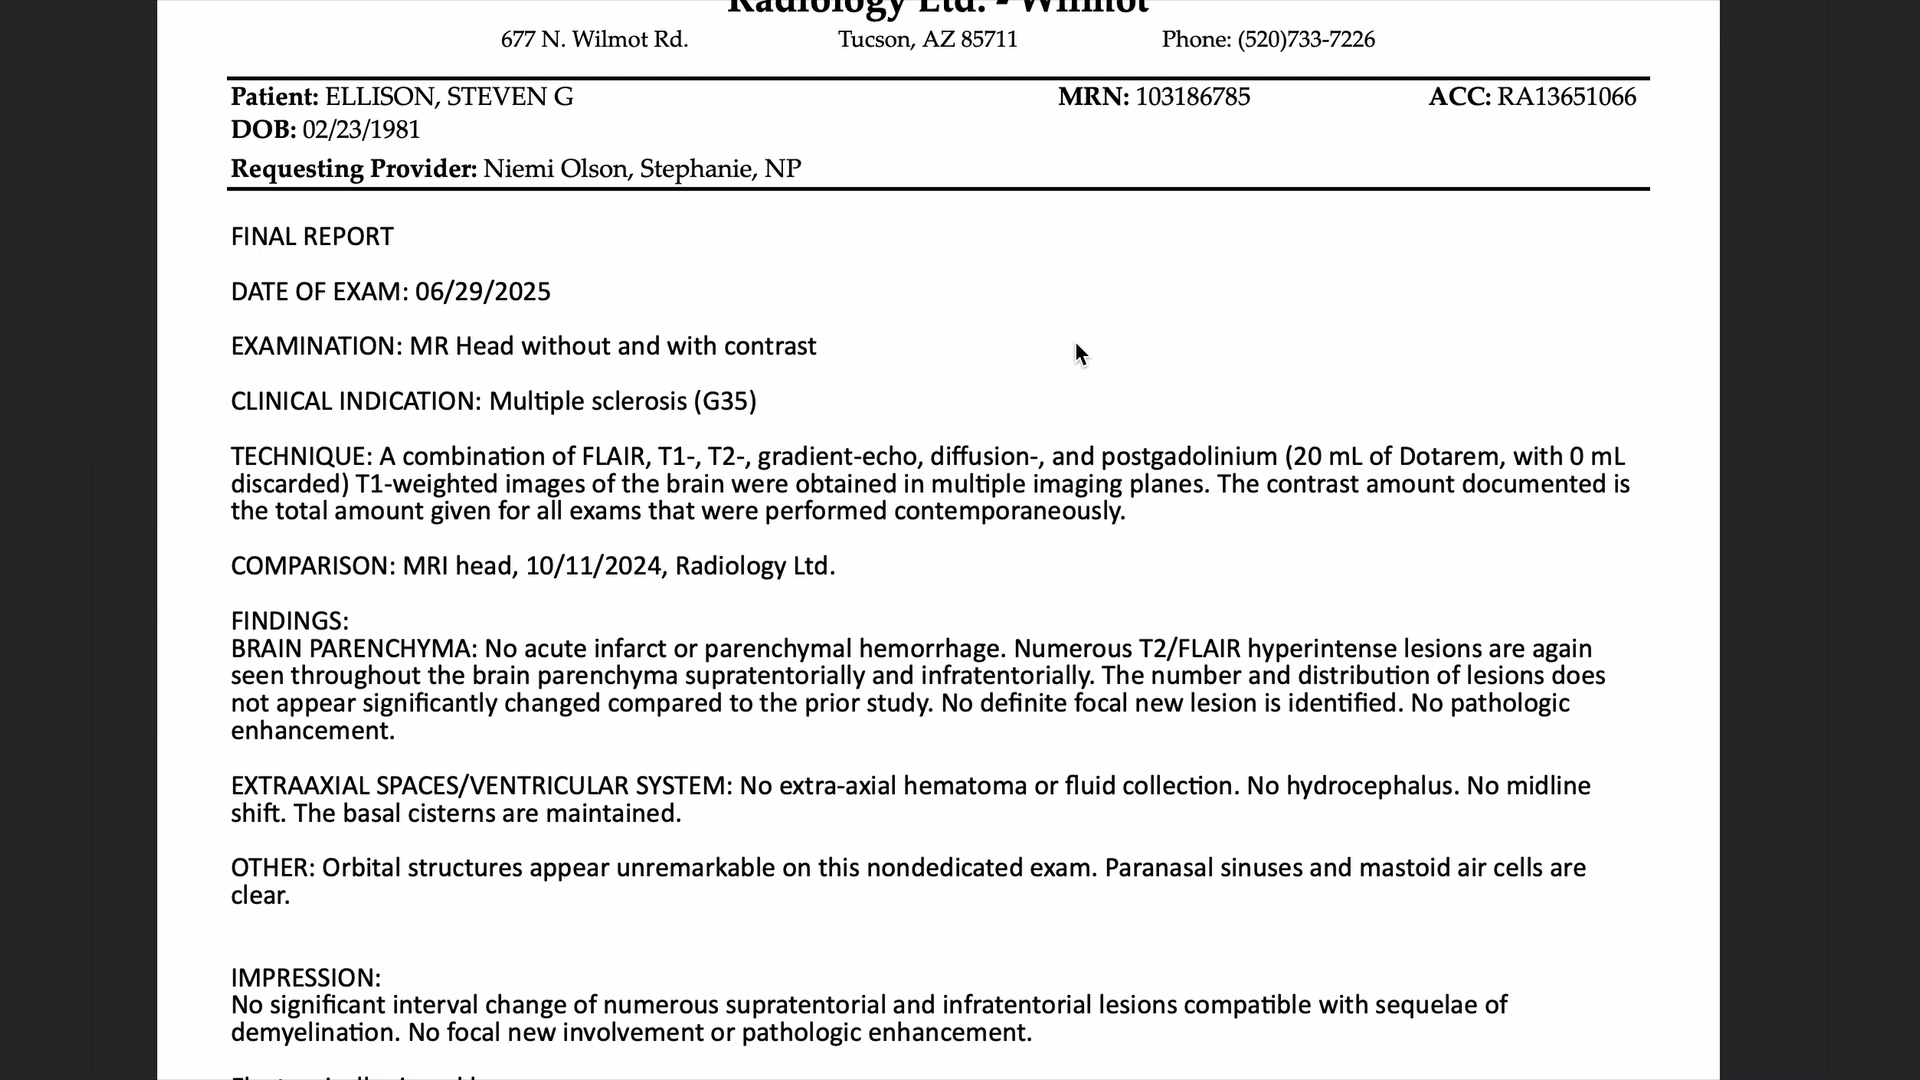 Radiology Ltd. - Wilmot
677 N. Wilmot Rd. Tucson, AZ 85711 Phone: (520)733-7226
Patient: ELLISON, STEVEN G MRN: 103186785 ACC: RA13651066
DOB: 02/23/1981
Requesting Provider: Niemi Olson, Stephanie, NP
FINAL REPORT
DATE OF EXAM: 06/29/2025
EXAMINATION: MR Head without and with contrast
CLINICAL INDICATION: Multiple sclerosis (G35)
TECHNIQUE: A combination of FLAIR, T1-, T2-, gradient-echo, diffusion-, and postgadolinium (20 mL of Dotarem, with 0 mL
discarded) T1-weighted images of the brain were obtained in multiple imaging planes. The contrast amount documented is
the total amount given for all exams that were performed contemporaneously.
COMPARISON: MRI head, 10/11/2024, Radiology Ltd.
FINDINGS:
BRAIN PARENCHYMA: No acute infarct or parenchymal hemorrhage. Numerous T2/FLAIR hyperintense lesions are again
seen throughout the brain parenchyma supratentorially and infratentorially. The number and distribution of lesions does
not appear significantly changed compared to the prior study. No definite focal new lesion is identified. No pathologic
enhancement.
EXTRAAXIAL SPACES/VENTRICULAR SYSTEM: No extra-axial hematoma or fluid collection. No hydrocephalus. No midline
shift. The basal cisterns are maintained.
OTHER: Orbital structures appear unremarkable on this nondedicated exam. Paranasal sinuses and mastoid air cells are
clear.
IMPRESSION:
No significant interval change of numerous supratentorial and infratentorial lesions compatible with sequelae of
demyelination. No focal new involvement or pathologic enhancement.